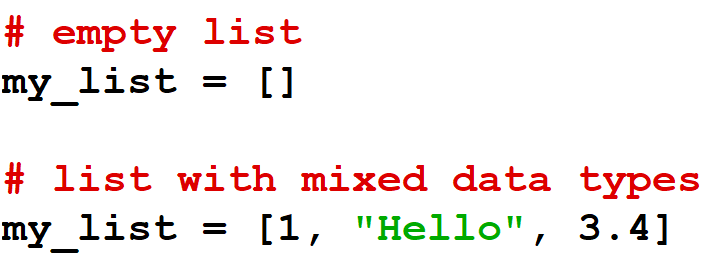 # empty list
my_list = []
# list with mixed data types
my_list = [1, "Hello", 3.4]